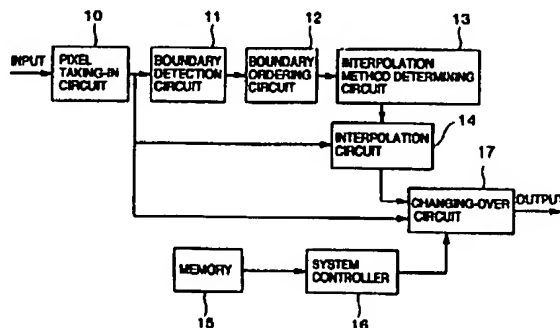 10
11
12
13
INPUT
PIXEL
TAKING-IN
CIRCUIT
BOUNDARY
DETECTION
CIRCUIT
BOUNDARY
ORDERING
CIRCUIT
INTERPOLATION
METHOD DETERMINING
CIRCUIT
14
INTERPOLATION
CIRCUIT
17
CHANGING-OVER
CIRCUIT
OUTPUT
MEMORY
SYSTEM
CONTROLLER
15
16